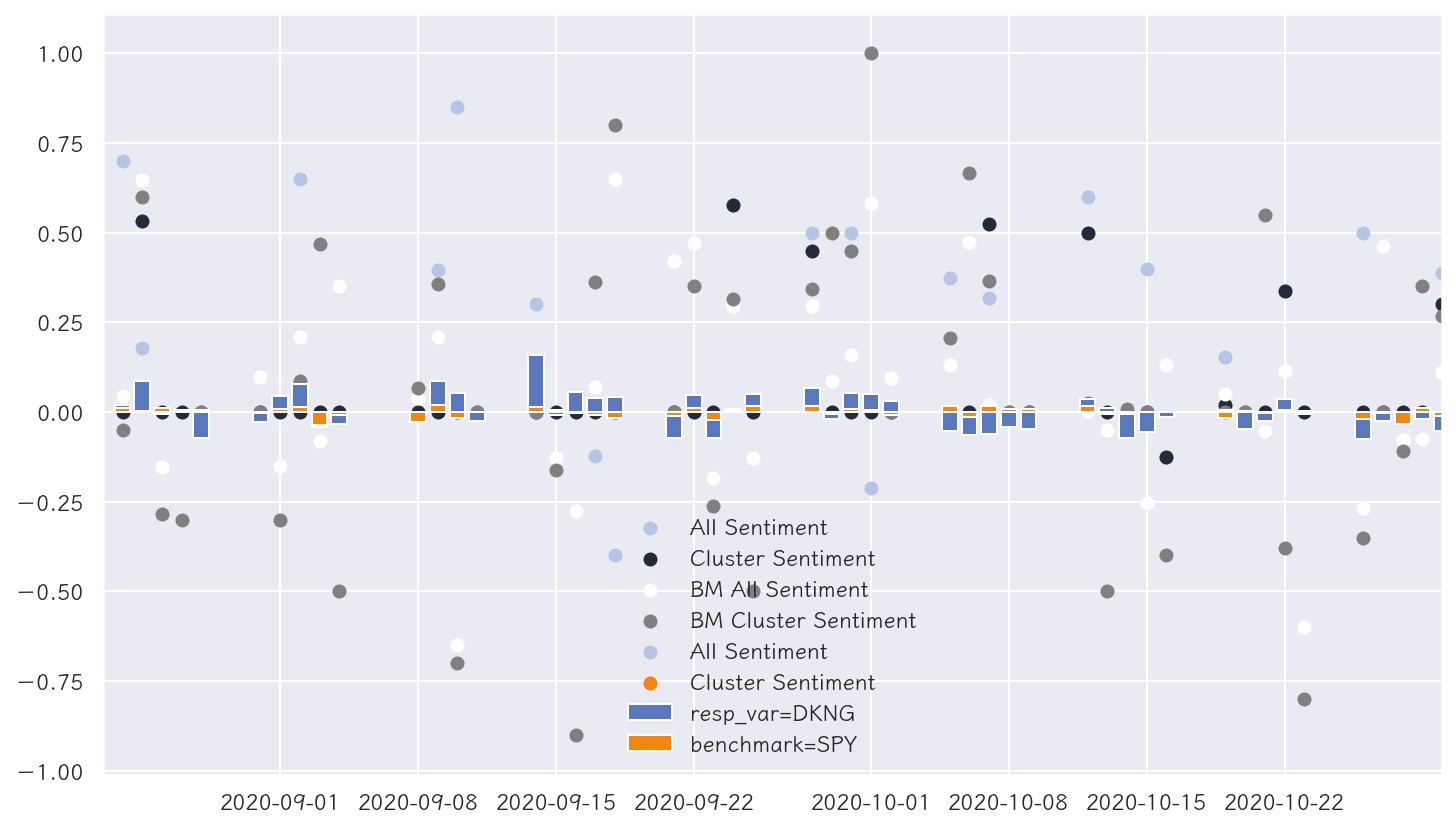 1.00
0.75
0.50
0.25
0.00
−0.25
−0.50
−0.75
−1.00
All Sentiment
Cluster Sentiment
BM All Sentiment
BM Cluster Sentiment
All Sentiment
Cluster Sentiment
resp_var=DKNG
benchmark=SPY
2020-09-01 2020-09-08 2020-09-15 2020-09-22 2020-10-01 2020-10-08 2020-10-15 2020-10-22